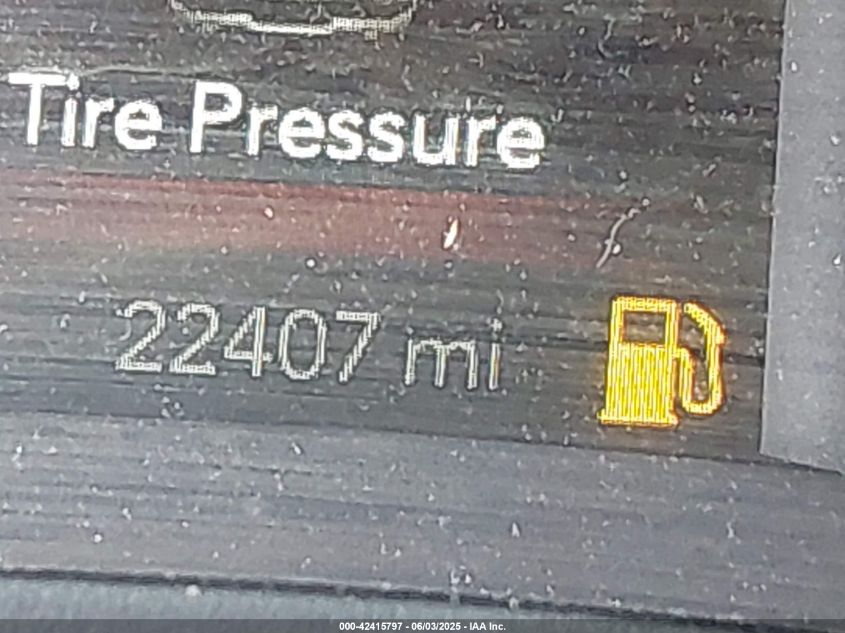 Tire Pressure
22407 mi
000-42415797 - 06/03/2025 - IAA Inc.